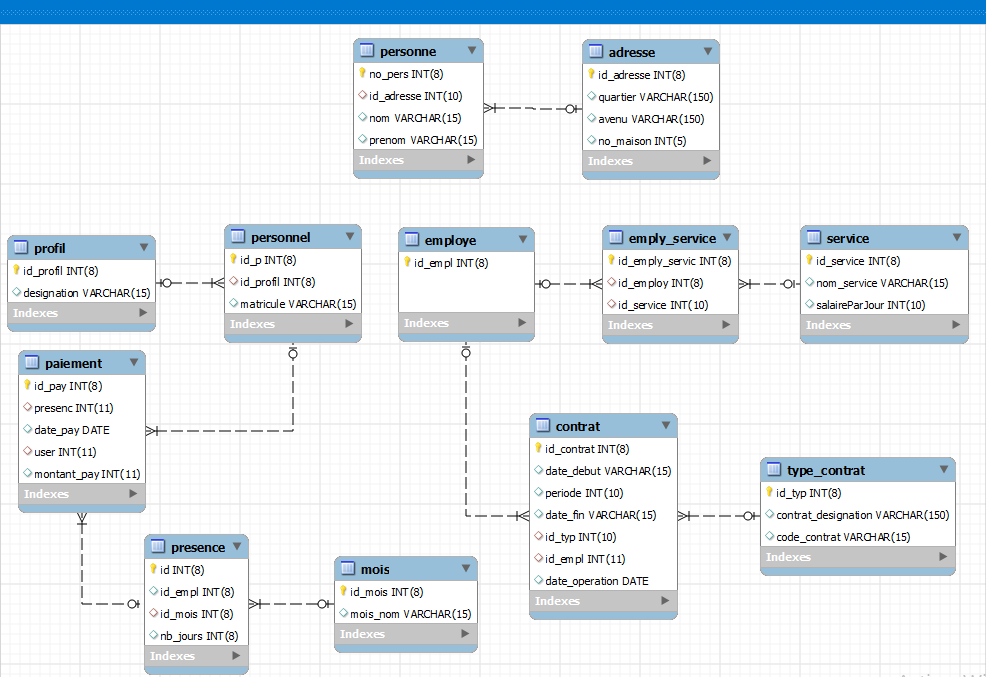 personne
no_pers INT(8)
id_adresse INT(10)
nom VARCHAR(15)
prenom VARCHAR(15)
Indexes
adresse
id_adresse INT(8)
quartier VARCHAR(150)
avenu VARCHAR(150)
no_maison INT(5)
Indexes
profil
id_profil INT(8)
designation VARCHAR(15)
Indexes
personnel
id_p INT(8)
id_profil INT(8)
matricule VARCHAR(15)
Indexes
employe
id_empl INT(8)
Indexes
emply_service
id_emply_servic INT(8)
id_employ INT(8)
id_service INT(10)
Indexes
service
id_service INT(8)
nom_service VARCHAR(15)
salaireParJour INT(10)
Indexes
paiement
id_pay INT(8)
presenc INT(11)
date_pay DATE
user INT(11)
montant_pay INT(11)
Indexes
contrat
id_contrat INT(8)
date_debut VARCHAR(15)
periode INT(10)
date_fin VARCHAR(15)
id_typ INT(10)
id_empl INT(11)
date_operation DATE
Indexes
type_contrat
id_typ INT(8)
contrat_designation VARCHAR(150)
code_contrat VARCHAR(15)
Indexes
presence
id INT(8)
id_empl INT(8)
id_mois INT(8)
nb_jours INT(8)
Indexes
mois
id_mois INT(8)
mois_nom VARCHAR(15)
Indexes